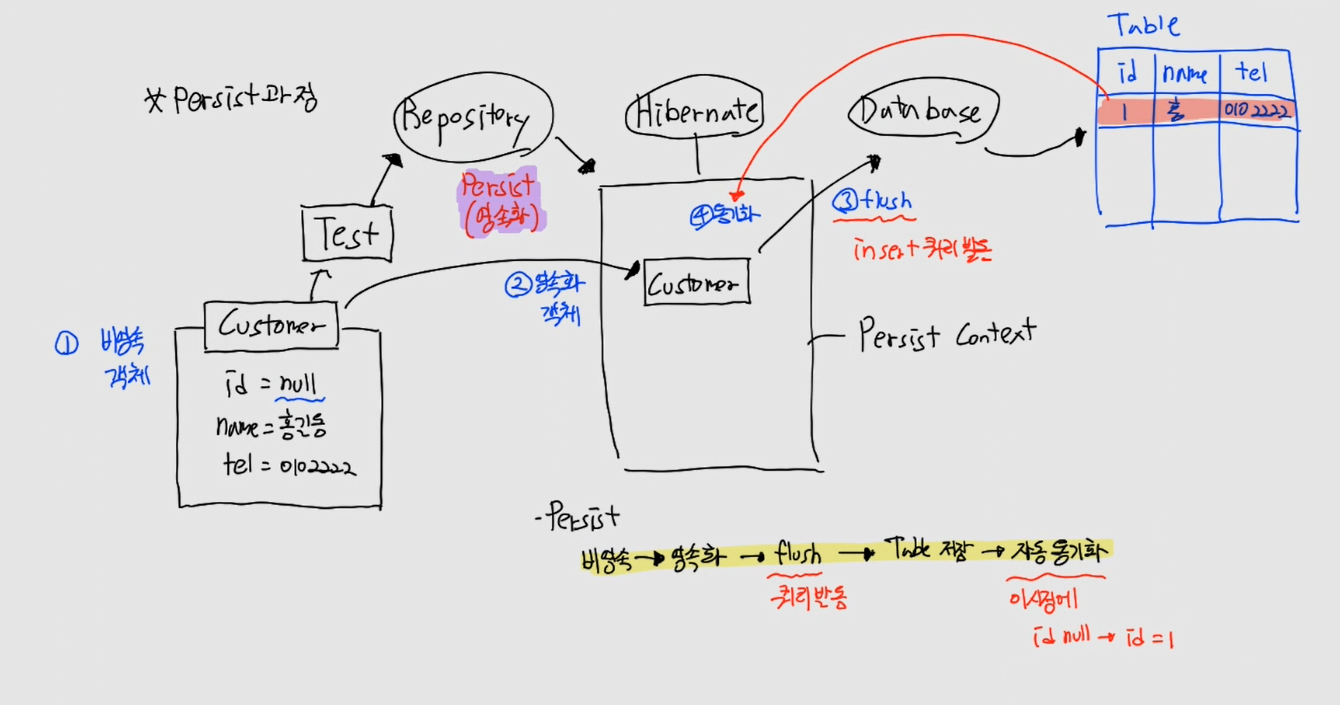 * Persist 과정
Repository
Persist
(영속화)
Test
Customer
① 비영속
객체
id = null
name = 홍길동
tel = 0102222
② 영속화
객체
Hibernate
④ 동기화
Customer
Persist Context
Database
③ flush
insert 쿼리 발동
Table
id name tel
1 홍 0102222
- Persist
비영속 → 영속화 → flush → Table 저장 → 자동 동기화
쿼리 발동
이시점에
id null → id = 1